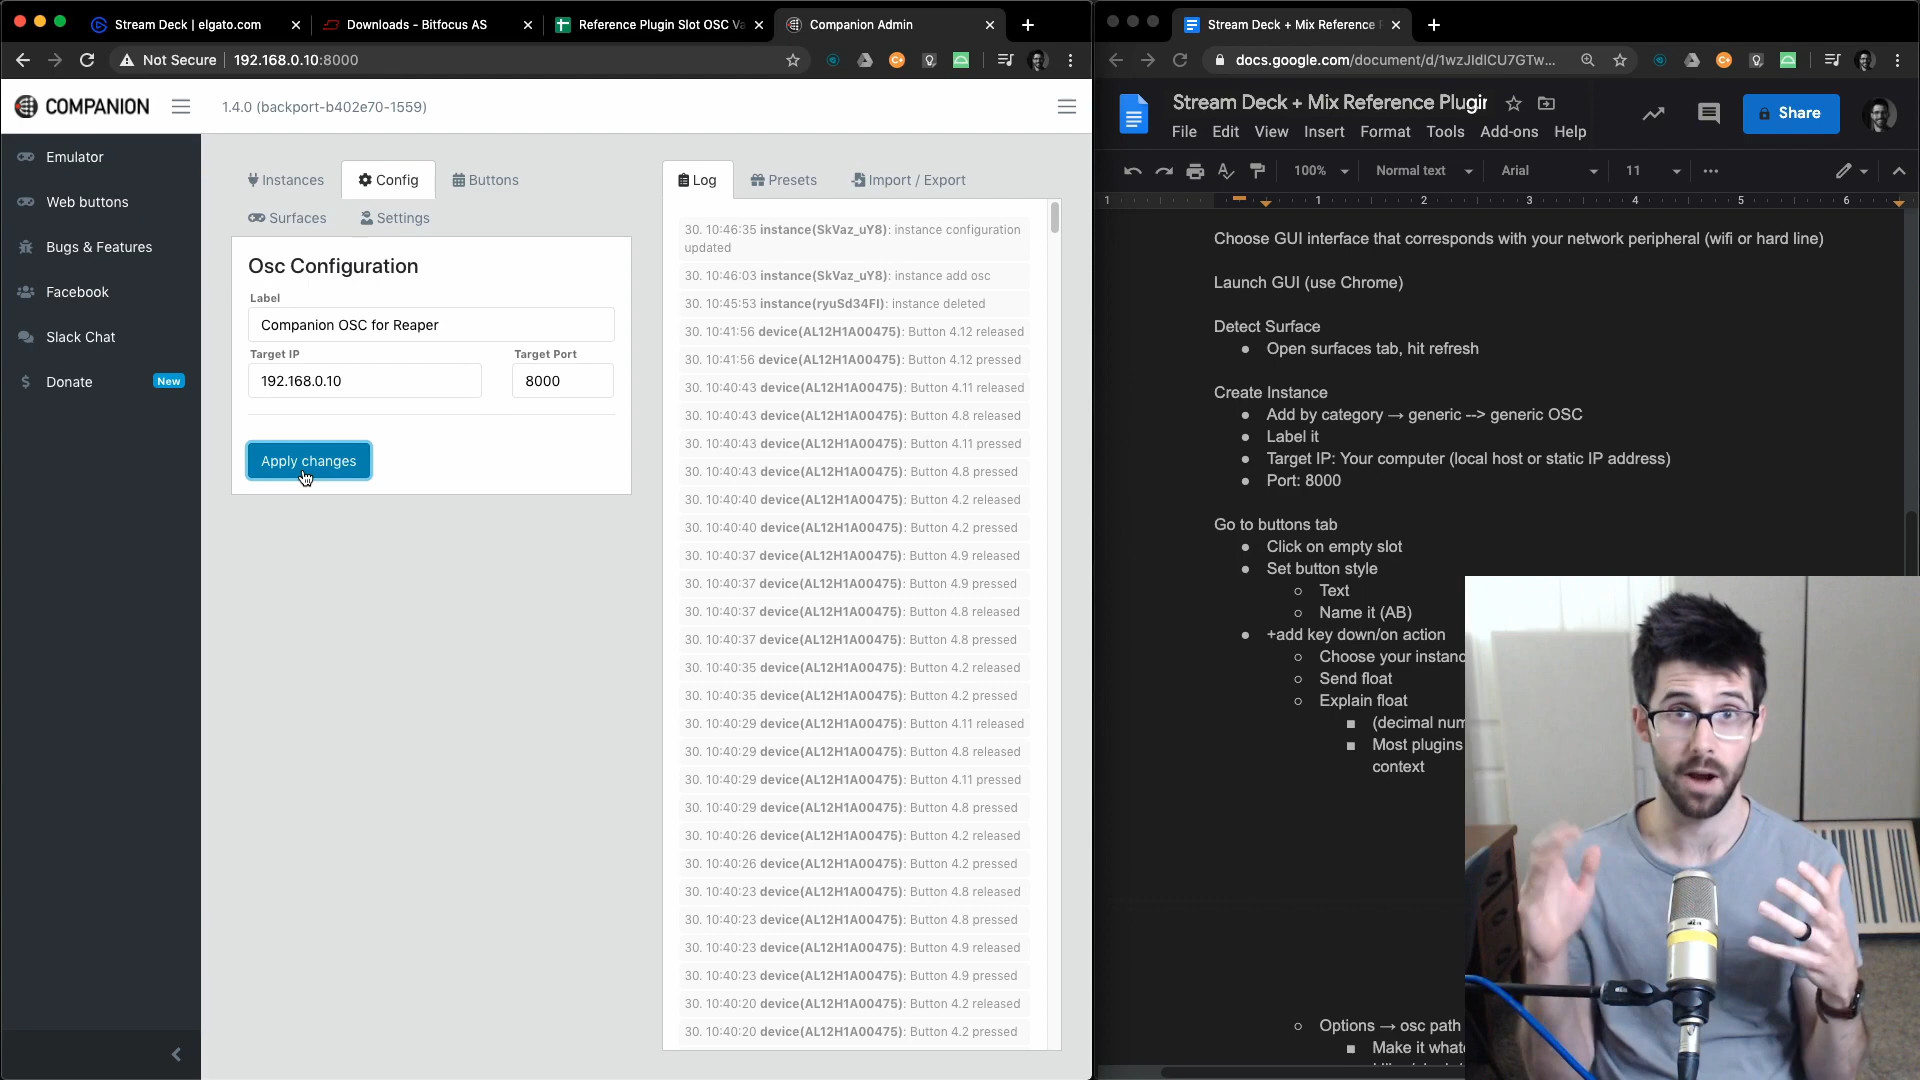 Stream Deck | elgato.com
Downloads - Bitfocus AS
Reference Plugin Slot OSC Va
Companion Admin
Not Secure | 192.168.0.10:8000
COMPANION
1.4.0 (backport-b402e70-1559)
Emulator
Web buttons
Bugs & Features
Facebook
Slack Chat
Donate New
Instances
Config
Buttons
Surfaces
Settings
Osc Configuration
Label
Companion OSC for Reaper
Target IP Target Port
192.168.0.10 8000
Apply changes
Log
Presets
Import / Export
30. 10:46:35 instance(SkVaz_uY8): instance configuration
updated
30. 10:46:03 instance(SkVaz_uY8): instance add osc
30. 10:45:53 instance(ryuSd34FI): instance deleted
30. 10:41:56 device(AL12H1A00475): Button 4.12 released
30. 10:41:56 device(AL12H1A00475): Button 4.12 pressed
30. 10:40:43 device(AL12H1A00475): Button 4.11 released
30. 10:40:43 device(AL12H1A00475): Button 4.8 released
30. 10:40:43 device(AL12H1A00475): Button 4.11 pressed
30. 10:40:43 device(AL12H1A00475): Button 4.8 pressed
30. 10:40:40 device(AL12H1A00475): Button 4.2 released
30. 10:40:40 device(AL12H1A00475): Button 4.2 pressed
30. 10:40:37 device(AL12H1A00475): Button 4.9 released
30. 10:40:37 device(AL12H1A00475): Button 4.9 pressed
30. 10:40:37 device(AL12H1A00475): Button 4.8 released
30. 10:40:37 device(AL12H1A00475): Button 4.8 pressed
30. 10:40:35 device(AL12H1A00475): Button 4.2 released
30. 10:40:35 device(AL12H1A00475): Button 4.2 pressed
30. 10:40:29 device(AL12H1A00475): Button 4.11 released
30. 10:40:29 device(AL12H1A00475): Button 4.8 released
30. 10:40:29 device(AL12H1A00475): Button 4.11 pressed
30. 10:40:29 device(AL12H1A00475): Button 4.8 pressed
30. 10:40:26 device(AL12H1A00475): Button 4.2 released
30. 10:40:26 device(AL12H1A00475): Button 4.2 pressed
30. 10:40:23 device(AL12H1A00475): Button 4.8 released
30. 10:40:23 device(AL12H1A00475): Button 4.8 pressed
30. 10:40:23 device(AL12H1A00475): Button 4.9 released
30. 10:40:23 device(AL12H1A00475): Button 4.9 pressed
30. 10:40:20 device(AL12H1A00475): Button 4.2 released
30. 10:40:20 device(AL12H1A00475): Button 4.2 pressed
Stream Deck + Mix Reference
docs.google.com/document/d/1wzJIdICU7GTw...
Stream Deck + Mix Reference Plugin
File Edit View Insert Format Tools Add-ons Help
Share
100% Normal text Arial 11
1 1 2 3 4 5 6
Choose GUI interface that corresponds with your network peripheral (wifi or hard line)
Launch GUI (use Chrome)
Detect Surface
● Open surfaces tab, hit refresh
Create Instance
● Add by category → generic --> generic OSC
● Label it
● Target IP: Your computer (local host or static IP address)
● Port: 8000
Go to buttons tab
● Click on empty slot
● Set button style
○ Text
○ Name it (AB)
● +add key down/on action
○ Choose your instanc
○ Send float
○ Explain float
■ (decimal num
■ Most plugins
context
○ Options → osc path
■ Make it what